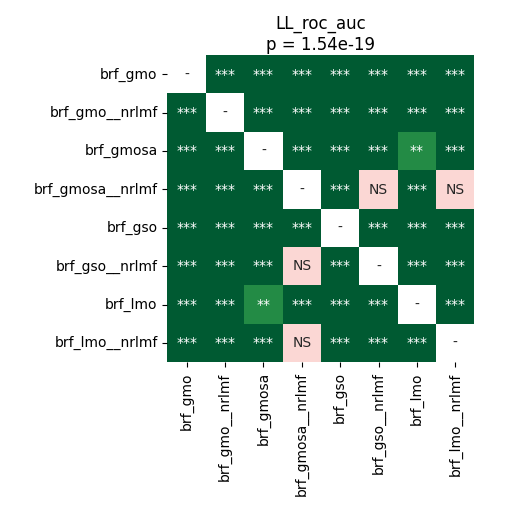 LL_roc_auc
p = 1.54e-19
brf_gmo - *** *** *** *** *** *** ***
brf_gmo__nrlmf *** - *** *** *** *** *** ***
brf_gmosa *** *** - *** *** *** ** ***
brf_gmosa__nrlmf *** *** *** - *** NS *** NS
brf_gso *** *** *** *** - *** *** ***
brf_gso__nrlmf *** *** *** NS *** - *** ***
brf_lmo *** *** ** *** *** *** - ***
brf_lmo__nrlmf *** *** *** NS *** *** *** -
brf_gmo
brf_gmo__nrlmf
brf_gmosa
brf_gmosa__nrlmf
brf_gso
brf_gso__nrlmf
brf_lmo
brf_lmo__nrlmf